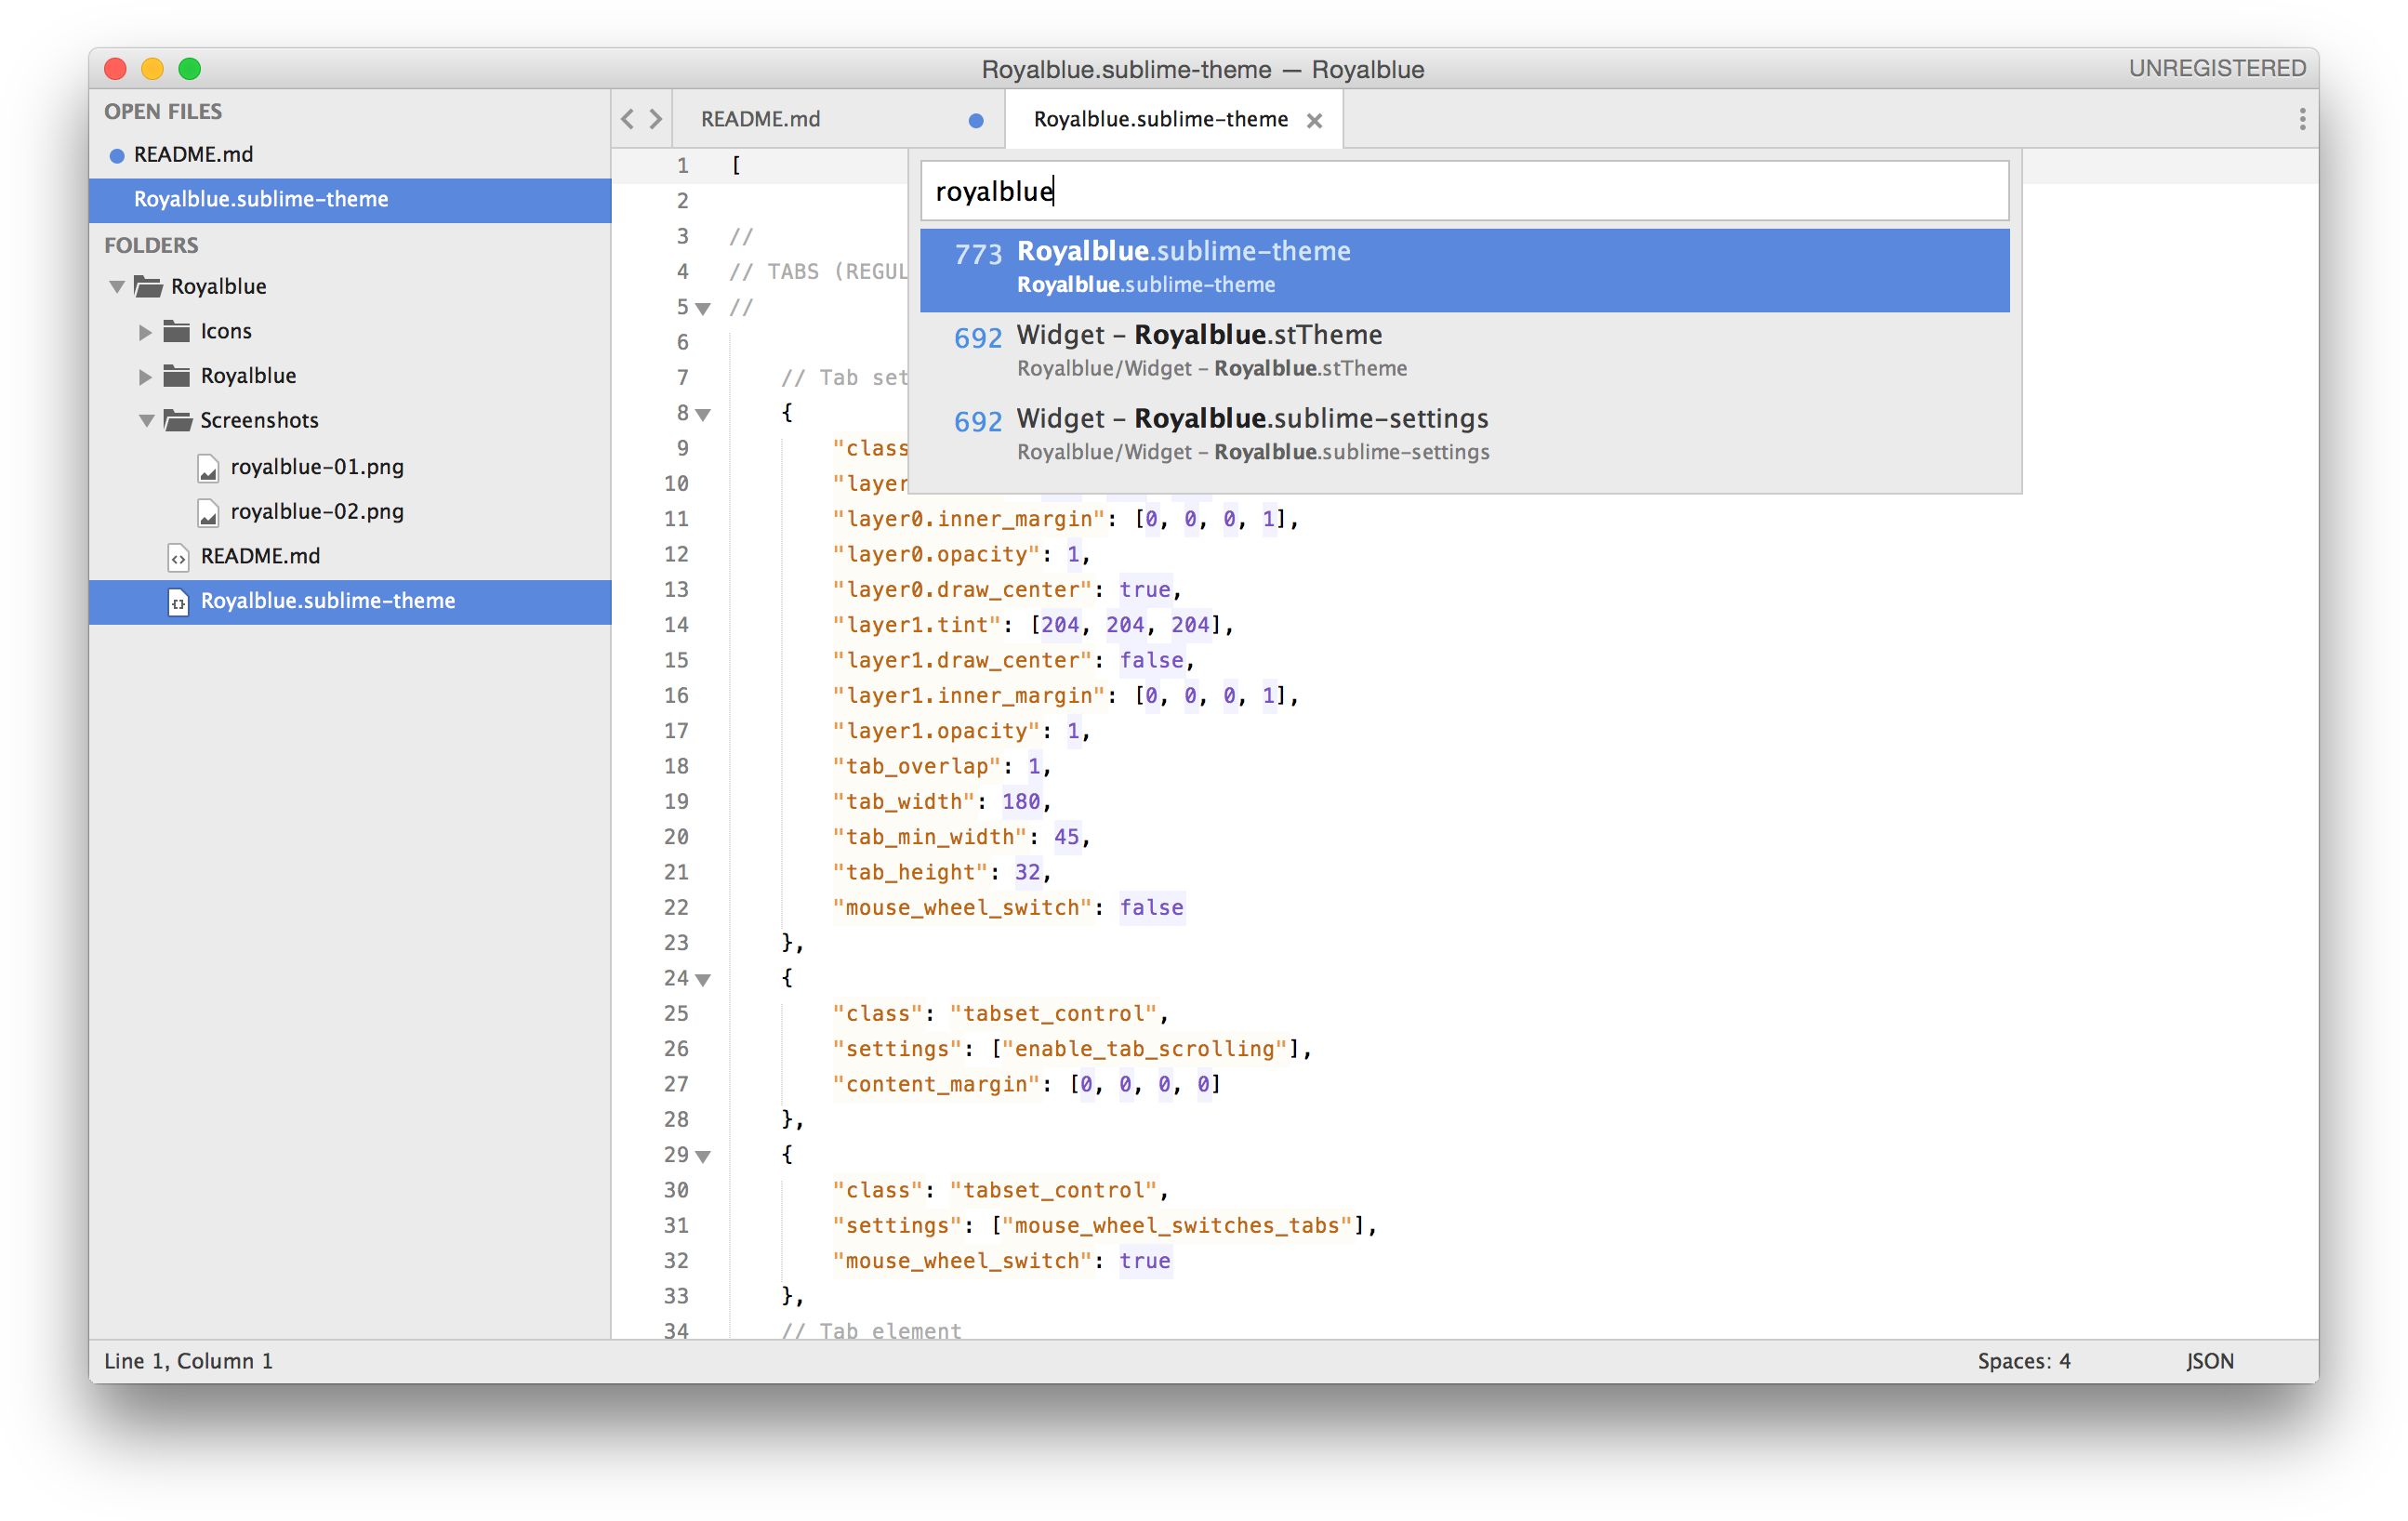 Royalblue.sublime-theme — Royalblue
UNREGISTERED
OPEN FILES
README.md
Royalblue.sublime-theme
FOLDERS
Royalblue
Icons
Royalblue
Screenshots
royalblue-01.png
royalblue-02.png
README.md
Royalblue.sublime-theme
README.md
Royalblue.sublime-theme
royalblue
773 Royalblue.sublime-theme
Royalblue.sublime-theme
692 Widget – Royalblue.stTheme
Royalblue/Widget – Royalblue.stTheme
692 Widget – Royalblue.sublime-settings
Royalblue/Widget – Royalblue.sublime-settings
1 [
2
3 //
4 // TABS (REGUL
5 //
6
7 // Tab set
8 {
9 "class
10 "layer
11 "layer0.inner_margin": [0, 0, 0, 1],
12 "layer0.opacity": 1,
13 "layer0.draw_center": true,
14 "layer1.tint": [204, 204, 204],
15 "layer1.draw_center": false,
16 "layer1.inner_margin": [0, 0, 0, 1],
17 "layer1.opacity": 1,
18 "tab_overlap": 1,
19 "tab_width": 180,
20 "tab_min_width": 45,
21 "tab_height": 32,
22 "mouse_wheel_switch": false
23 },
24 {
25 "class": "tabset_control",
26 "settings": ["enable_tab_scrolling"],
27 "content_margin": [0, 0, 0, 0]
28 },
29 {
30 "class": "tabset_control",
31 "settings": ["mouse_wheel_switches_tabs"],
32 "mouse_wheel_switch": true
33 },
34 // Tab element
Line 1, Column 1
Spaces: 4
JSON